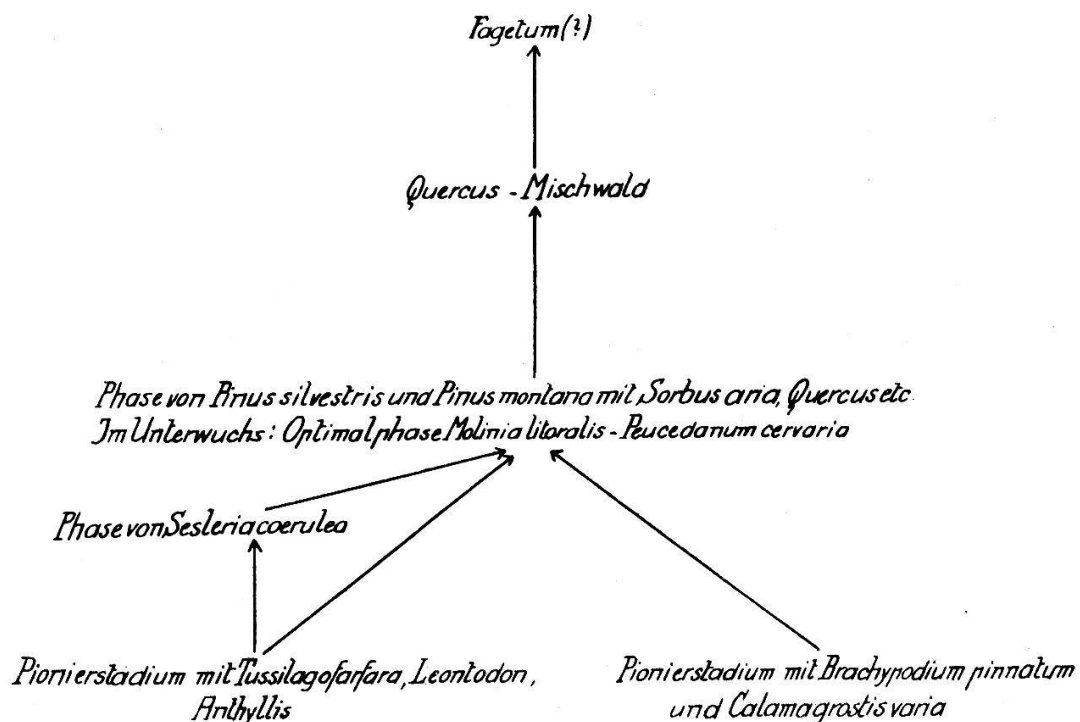 Fagetum(?)
Quercus - Mischwald
Phase von Pinus silvestris und Pinus montana mit Sorbus aria, Quercus etc
Im Unterwuchs: Optimalphase Molinia litoralis - Peucedanum cervaria
Phase von Sesleria coerulea
Pionierstadium mit Tussilago farfara, Leontodon,
Anthyllis
Pionierstadium mit Brachypodium pinnatum
und Calamagrostis varia